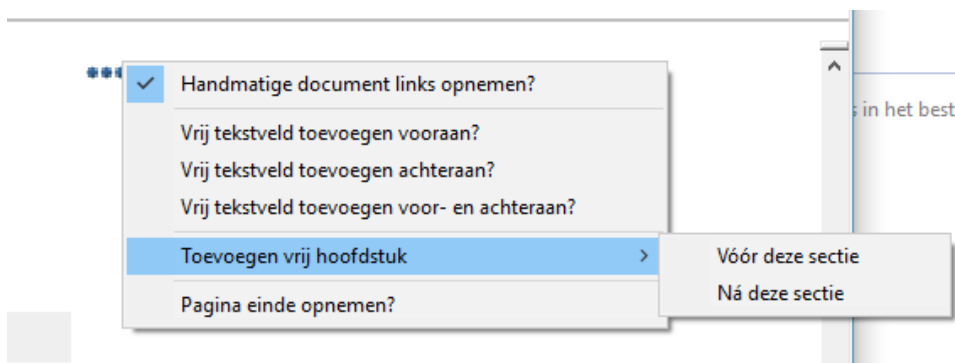 Handmatige document links opnemen?
in het best
Vrij tekstveld toevoegen vooraan?
Vrij tekstveld toevoegen achteraan?
Vrij tekstveld toevoegen voor- en achteraan?
Toevoegen vrij hoofdstuk
Vóór deze sectie
Ná deze sectie
Pagina einde opnemen?